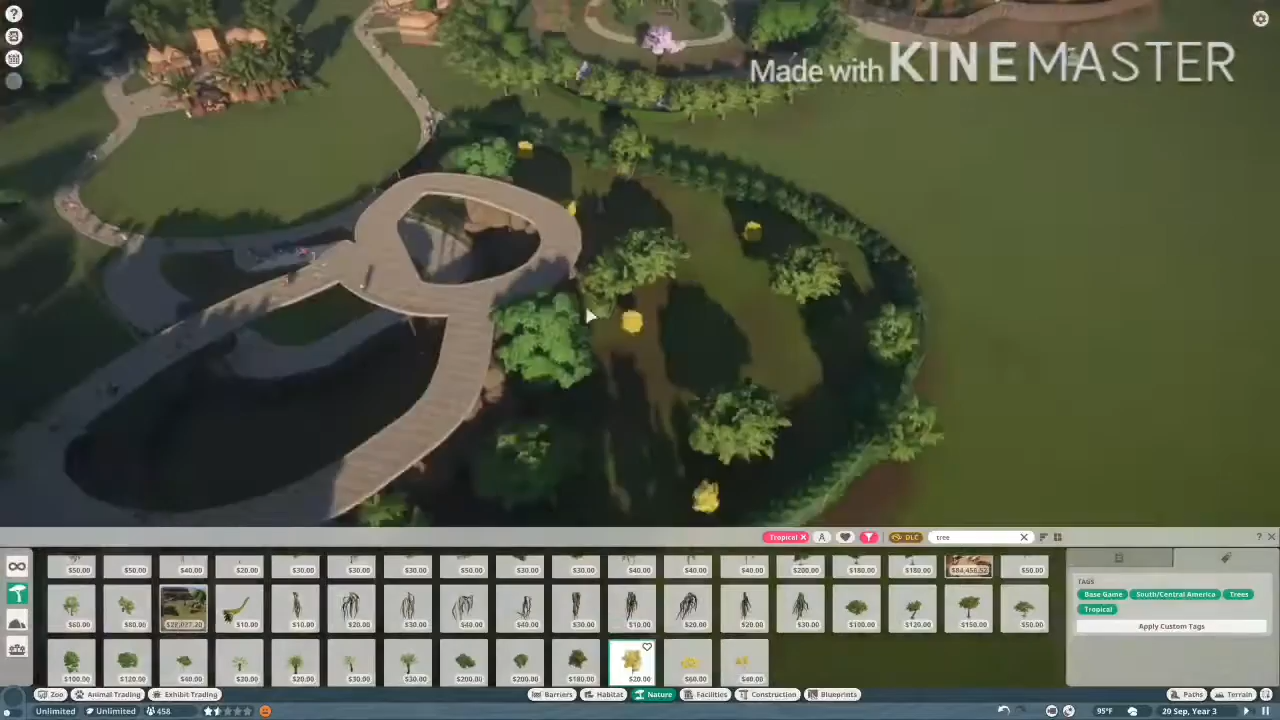 Made with KINEMASTER
Tropical × A DLC tree × ? ×
$50.00 $50.00 $40.00 $20.00 $30.00 $30.00 $30.00 $50.00 $30.00 $30.00 $40.00 $40.00 $40.00 $200.00 $180.00 $180.00 $50.00
TAGS
Base Game South/Central America Trees
$60.00 $80.00 $10.00 $10.00 $20.00 $30.00 $40.00 $40.00 $30.00 $10.00 $20.00 $20.00 $30.00 $100.00 $120.00 $150.00 $50.00
Tropical
Apply Custom Tags
$100.00 $120.00 $40.00 $20.00 $20.00 $30.00 $30.00 $200.00 $200.00 $180.00 $20.00 $60.00 $40.00
Zoo Animal Trading Exhibit Trading Barriers Habitat Nature Facilities Construction Blueprints Paths Terrain
Unlimited Unlimited 458 95°F 20 Sep, Year 3